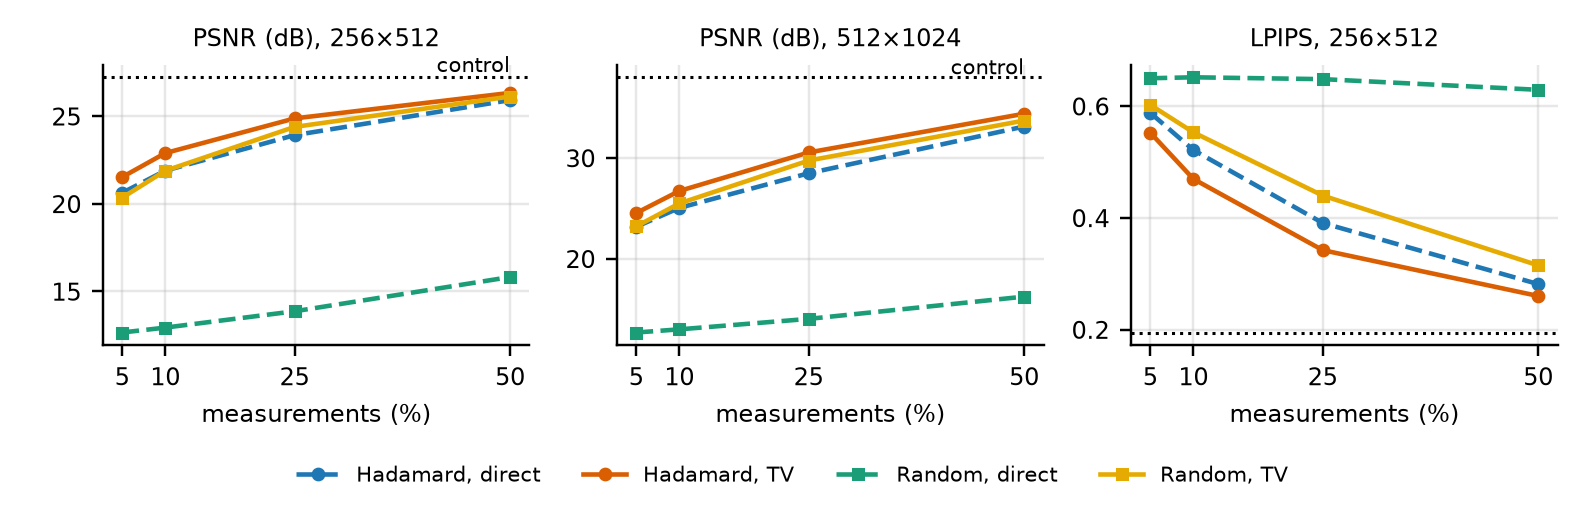 PSNR (dB), 256×512
control
25
20
15
5 10 25 50
measurements (%)
PSNR (dB), 512×1024
control
30
20
5 10 25 50
measurements (%)
LPIPS, 256×512
0.6
0.4
0.2
5 10 25 50
measurements (%)
Hadamard, direct Hadamard, TV Random, direct Random, TV